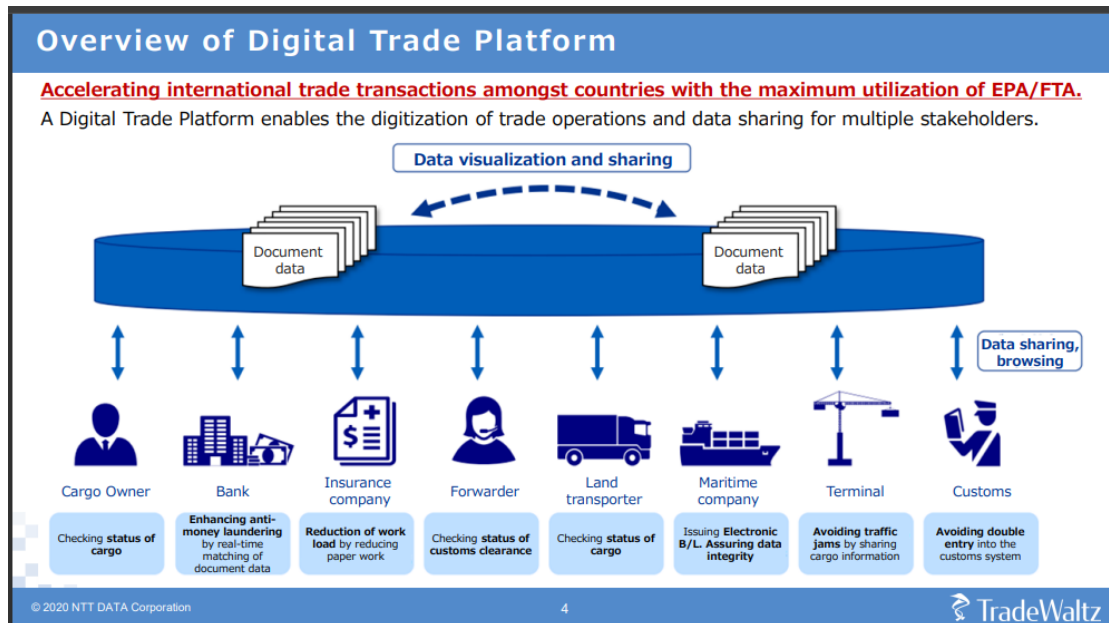 Overview of Digital Trade Platform
Accelerating international trade transactions amongst countries with the maximum utilization of EPA/FTA.
A Digital Trade Platform enables the digitization of trade operations and data sharing for multiple stakeholders.
Data visualization and sharing
Document
data
Document
data
Data sharing,
browsing
Cargo Owner
Bank
Insurance
company
Forwarder
Land
transporter
Maritime
company
Terminal
Customs
Checking status of
cargo
Enhancing anti-
money laundering
by real-time
matching of
document data
Reduction of work
load by reducing
paper work
Checking status of
customs clearance
Checking status of
cargo
Issuing Electronic
B/L. Assuring data
integrity
Avoiding traffic
jams by sharing
cargo information
Avoiding double
entry into the
customs system
© 2020 NTT DATA Corporation
4
TradeWaltz